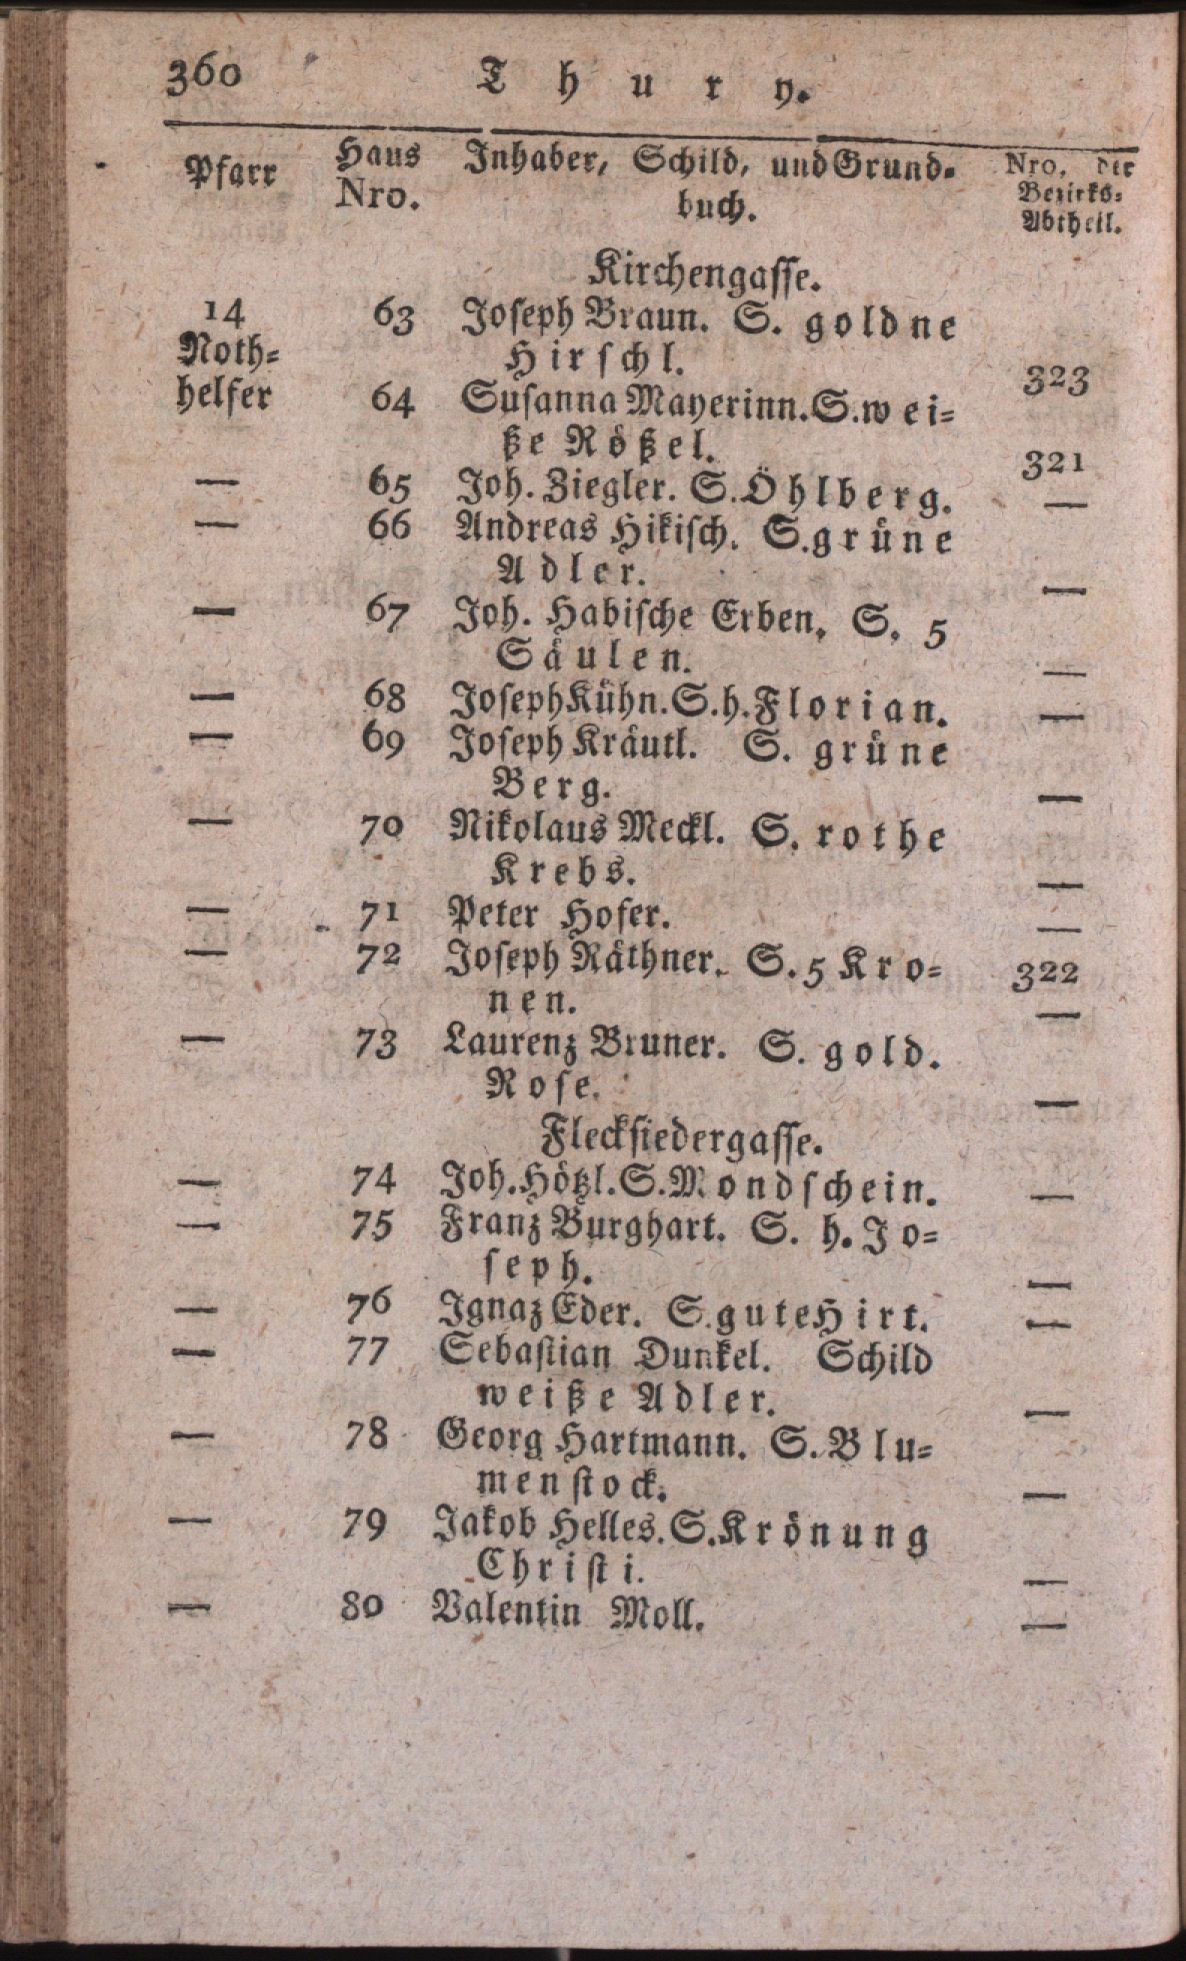 360 Thury.
Pfarr Haus Nro. Inhaber, Schild, und Grund- Nro. der
buch. Bezirks-
Abtheil.
Kirchengasse.
14 63 Joseph Braun. S. goldne
Noth- Hirschl. 323
helfer 64 Susanna Mayerinn. S. wei-
ße Rößel. 321
— 65 Joh. Ziegler. S. Öhlberg. —
— 66 Andreas Hikisch. S. grüne
Adler. —
— 67 Joh. Habische Erben. S. 5
Säulen. —
— 68 Joseph Kühn. S. h. Florian. —
— 69 Joseph Kräutl. S. grüne
Berg. —
— 70 Nikolaus Meckl. S. rothe
Krebs. —
— 71 Peter Hofer. —
— 72 Joseph Räthner. S. 5 Kro- 322
nen. —
— 73 Laurenz Bruner. S. gold.
Rose. —
Flecksiedergasse.
— 74 Joh. Hötzl. S. Mondschein. —
— 75 Franz Burghart. S. h. Jo-
seph. —
— 76 Ignaz Eder. S. gute Hirt. —
— 77 Sebastian Dunkel. Schild
weiße Adler. —
— 78 Georg Hartmann. S. Blu-
menstock. —
— 79 Jakob Helles. S. Krönung
Christi. —
— 80 Valentin Moll. —